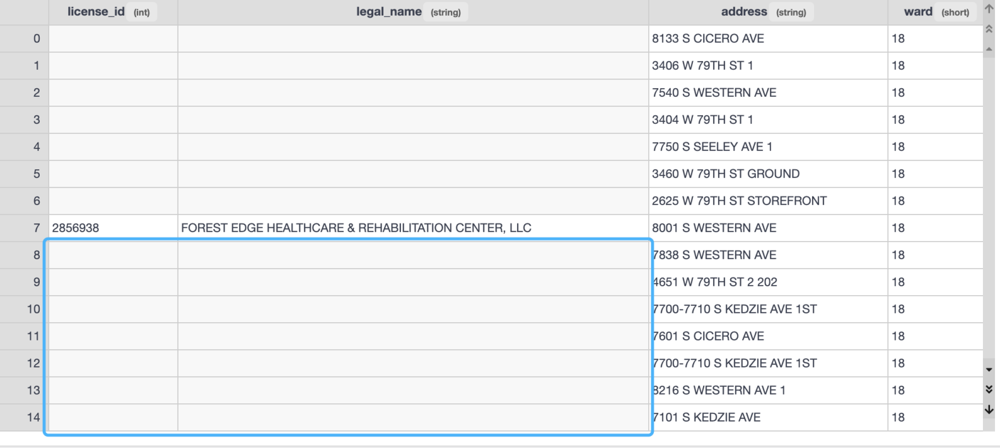 license_id (int) legal_name (string) address (string) ward (short)
0 8133 S CICERO AVE 18
1 3406 W 79TH ST 1 18
2 7540 S WESTERN AVE 18
3 3404 W 79TH ST 1 18
4 7750 S SEELEY AVE 1 18
5 3460 W 79TH ST GROUND 18
6 2625 W 79TH ST STOREFRONT 18
7 2856938 FOREST EDGE HEALTHCARE & REHABILITATION CENTER, LLC 8001 S WESTERN AVE 18
8 7838 S WESTERN AVE 18
9 4651 W 79TH ST 2 202 18
10 7700-7710 S KEDZIE AVE 1ST 18
11 7601 S CICERO AVE 18
12 7700-7710 S KEDZIE AVE 1ST 18
13 8216 S WESTERN AVE 1 18
14 7101 S KEDZIE AVE 18